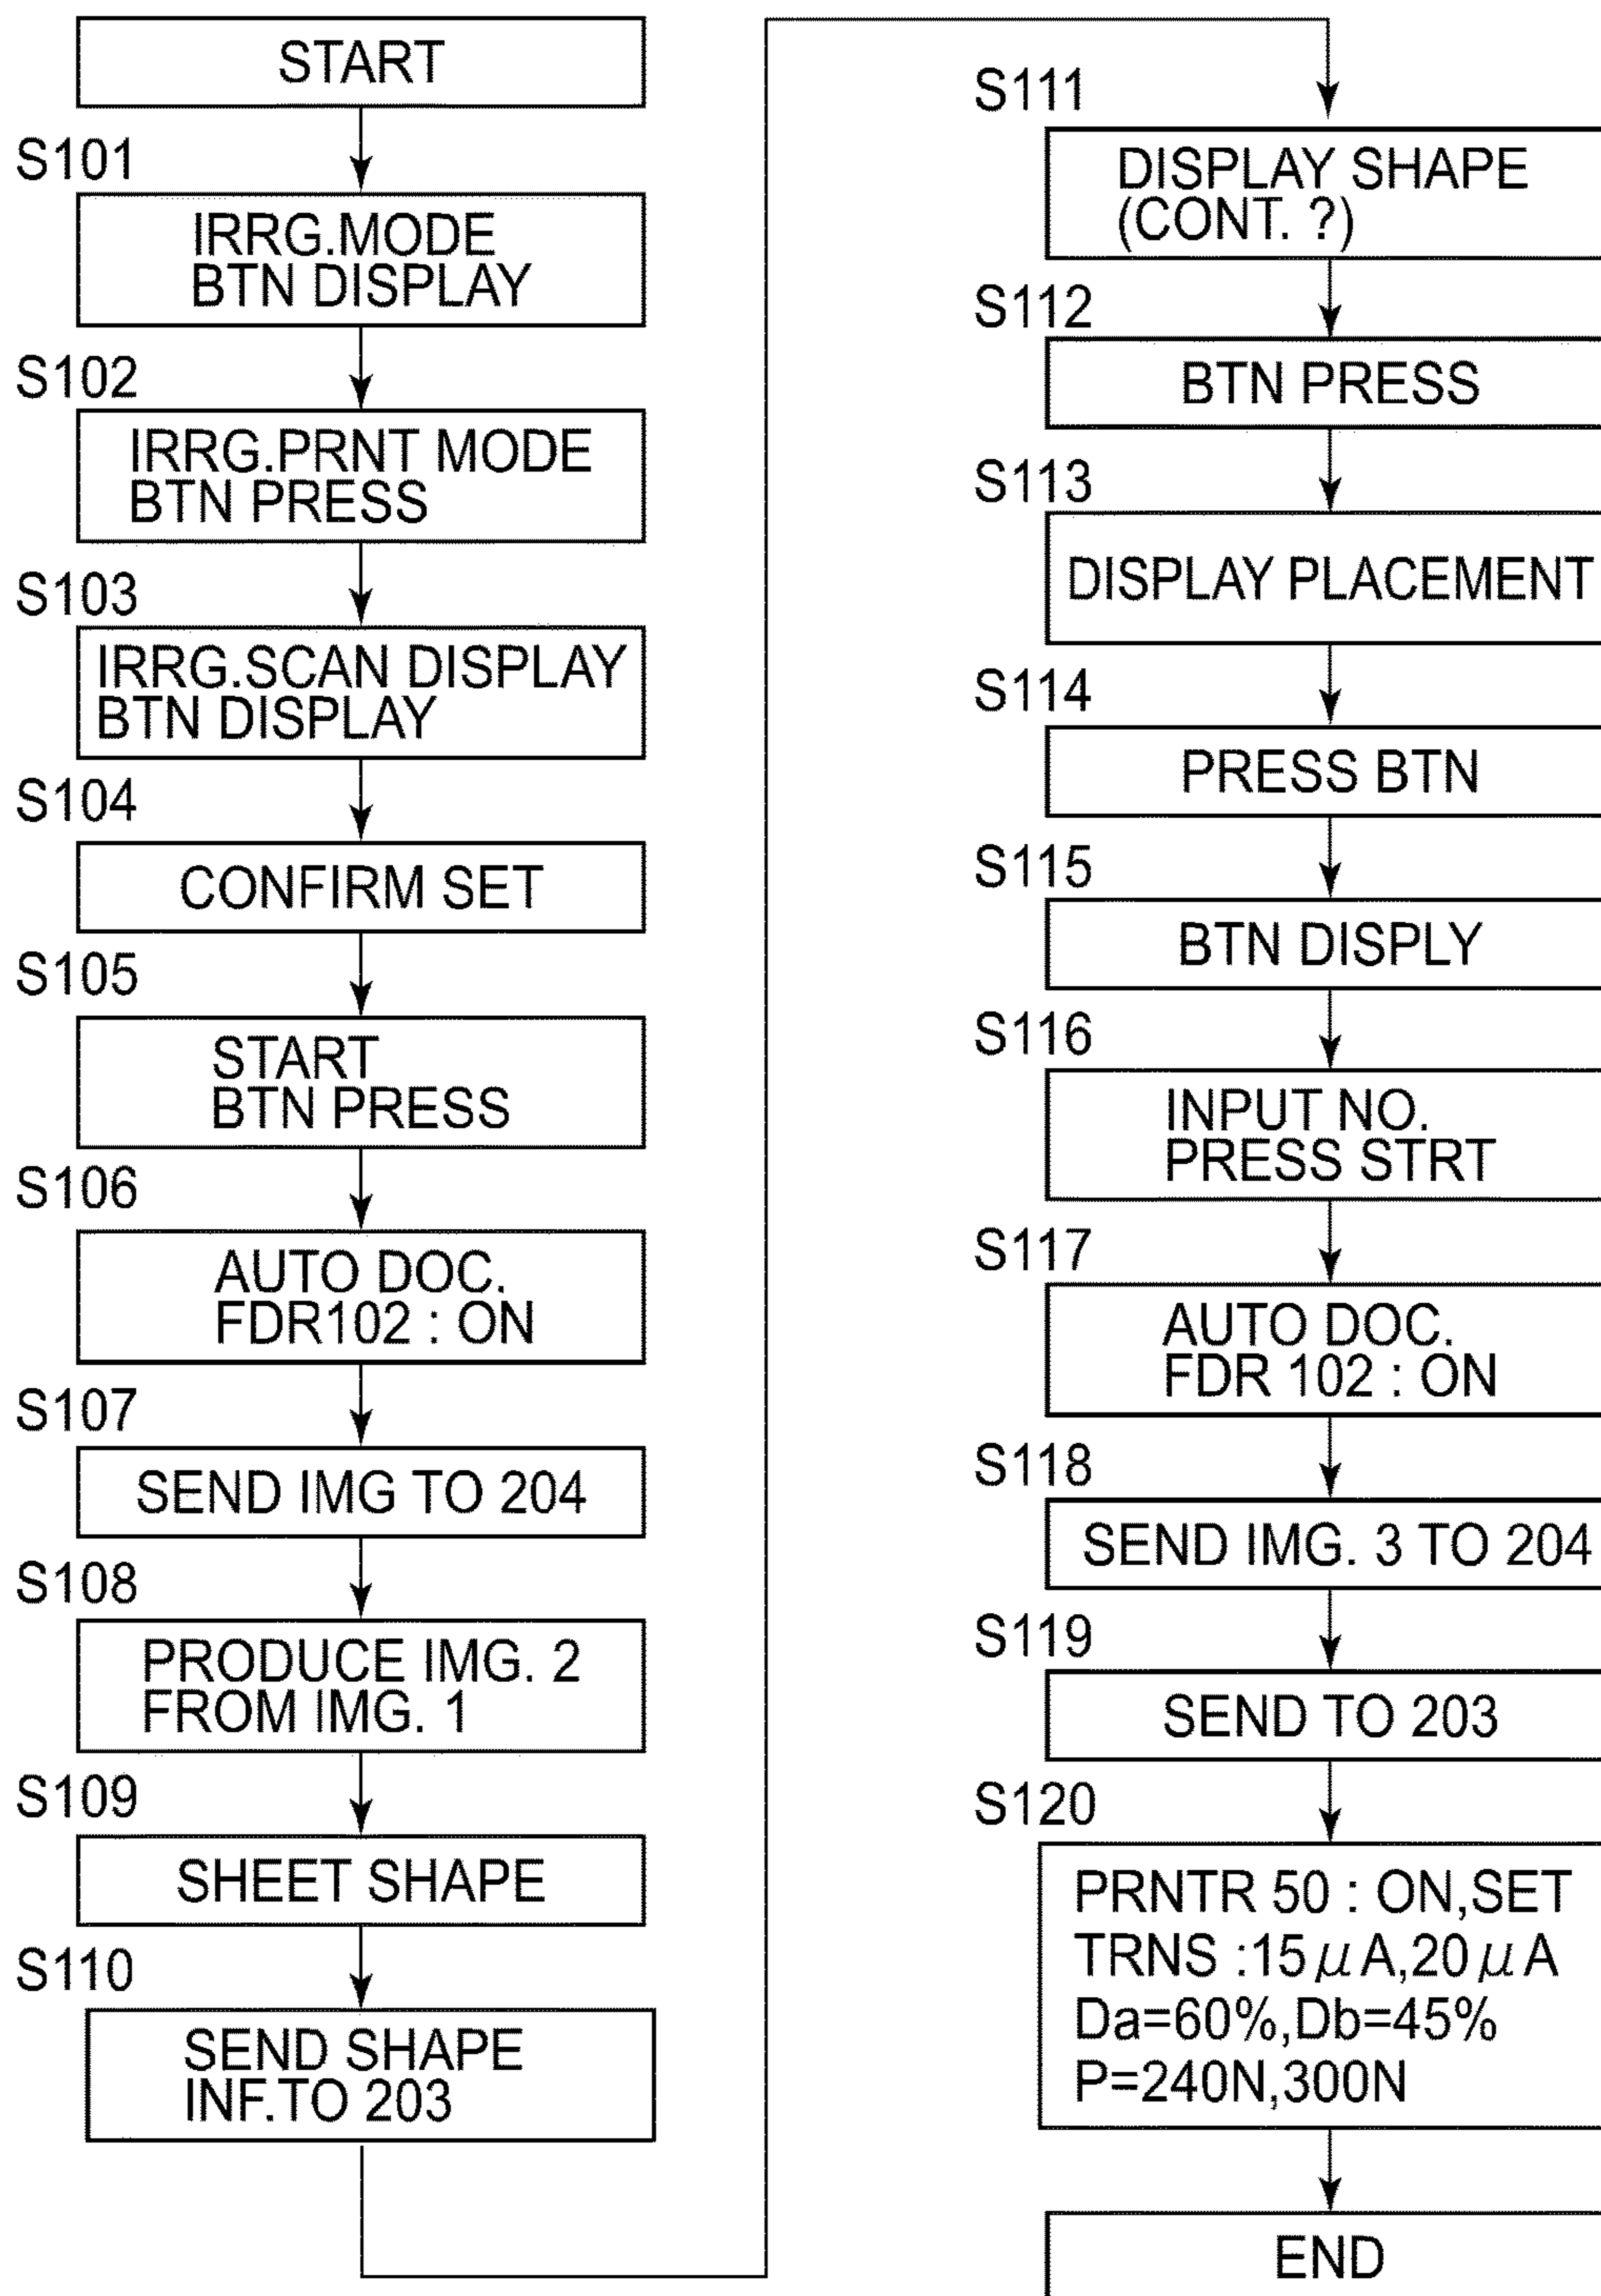 START
S101
IRRG.MODE
BTN DISPLAY
S102
IRRG.PRNT MODE
BTN PRESS
S103
IRRG.SCAN DISPLAY
BTN DISPLAY
S104
CONFIRM SET
S105
START
BTN PRESS
S106
AUTO DOC.
FDR102 : ON
S107
SEND IMG TO 204
S108
PRODUCE IMG. 2
FROM IMG. 1
S109
SHEET SHAPE
S110
SEND SHAPE
INF.TO 203
S111
DISPLAY SHAPE
(CONT. ?)
S112
BTN PRESS
S113
DISPLAY PLACEMENT
S114
PRESS BTN
S115
BTN DISPLY
S116
INPUT NO.
PRESS STRT
S117
AUTO DOC.
FDR 102 : ON
S118
SEND IMG. 3 TO 204
S119
SEND TO 203
S120
PRNTR 50 : ON,SET
TRNS :15μA,20μA
Da=60%,Db=45%
P=240N,300N
END